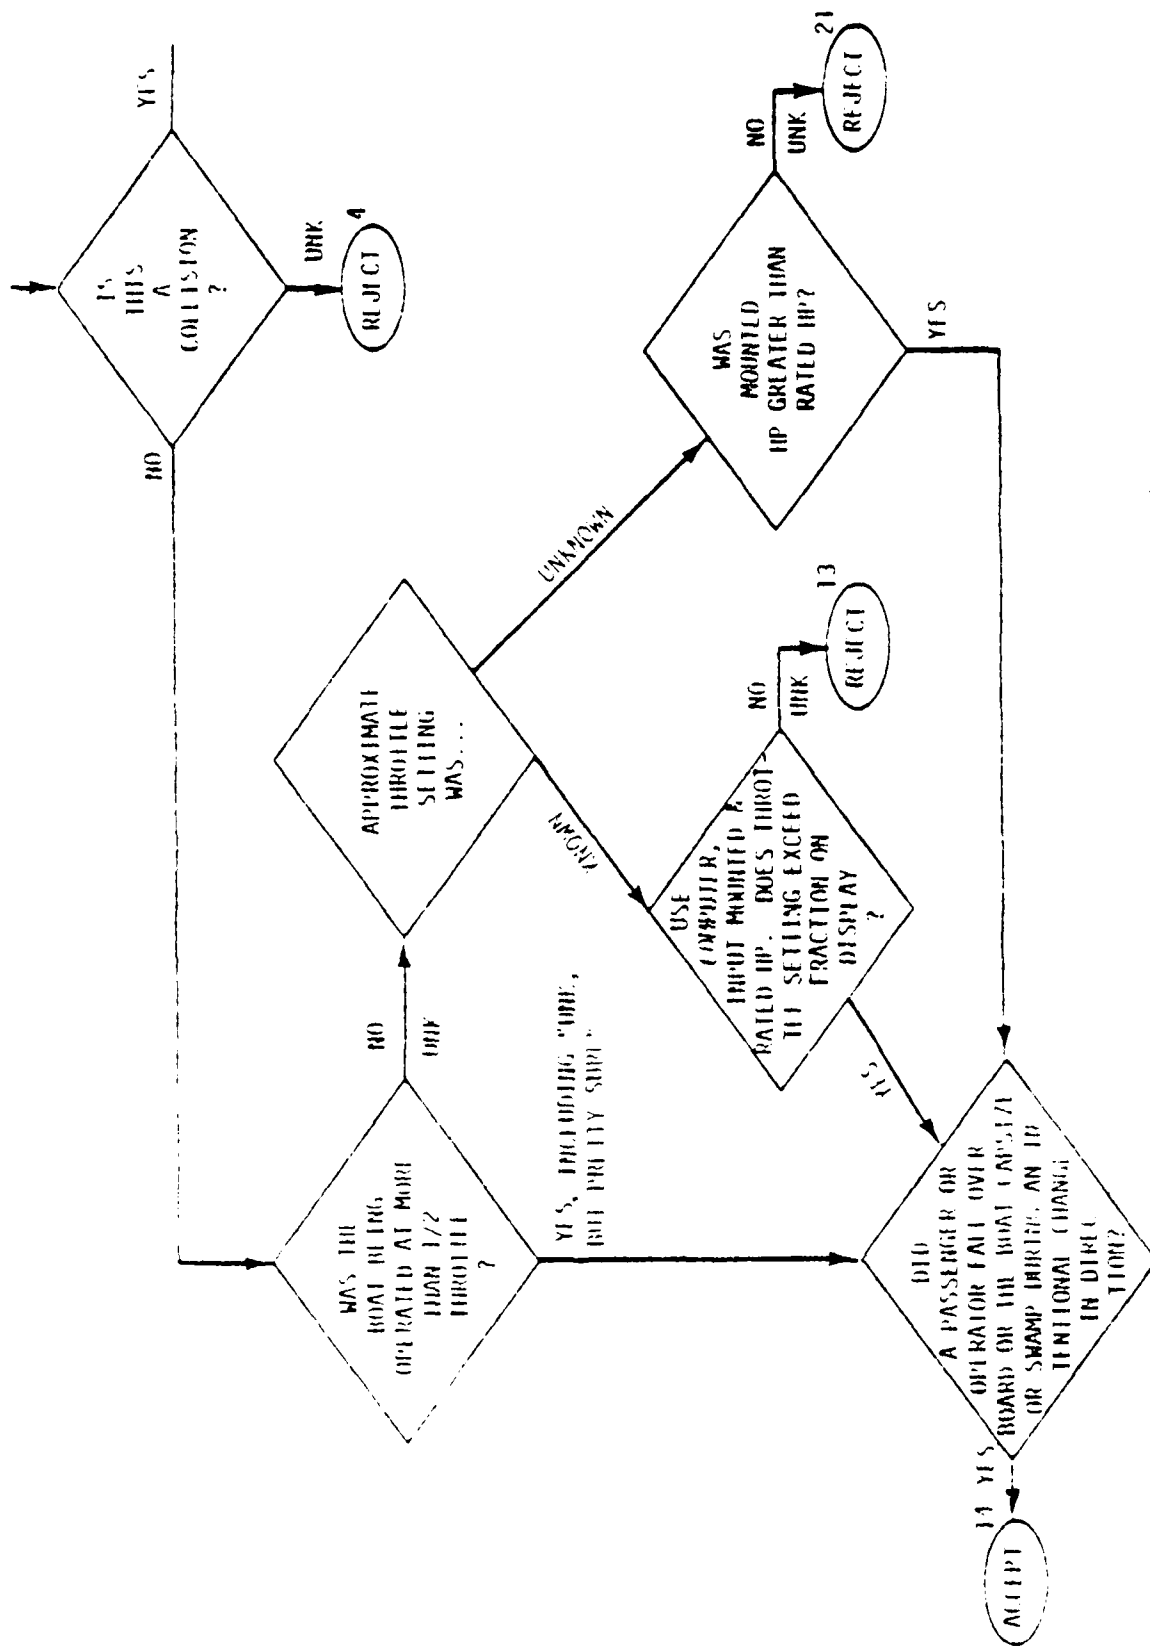 IS
THIS
A
COLLISION
?
YES
NO
UNK
4
REJECT
WAS THE
BOAT BEING
OPERATED AT MORE
THAN 1/2
THROTTLE
?
NO
UNK
YES, INCLUDING "UNK,
BUT PRETTY SURE"
APPROXIMATE
THROTTLE
SETTING
WAS...
KNOWN
UNKNOWN
USE
COMPUTER,
INPUT MOUNTED &
RATED HP. DOES THROT-
TLE SETTING EXCEED
FRACTION ON
DISPLAY
?
NO
UNK
13
REJECT
YES
WAS
MOUNTED
HP GREATER THAN
RATED HP?
NO
UNK
21
REJECT
YES
DID
A PASSENGER OR
OPERATOR FALL OVER
BOARD OR THE BOAT CAPSIZE
OR SWAMP DURING AN IN
TENTIONAL CHANGE
IN DIREC
TION?
14 YES
ACCEPT